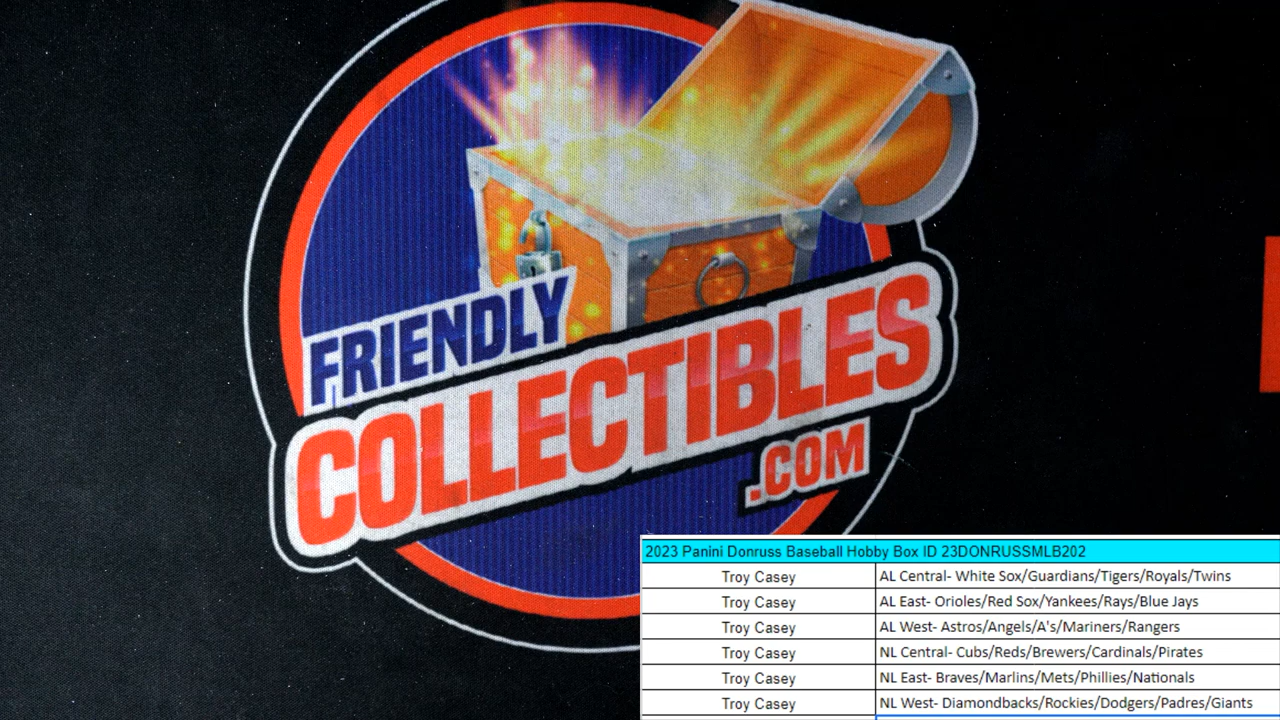 FRIENDLY
COLLECTIBLES
.COM
2023 Panini Donruss Baseball Hobby Box ID 23DONRUSSMLB202
Troy Casey AL Central- White Sox/Guardians/Tigers/Royals/Twins
Troy Casey AL East- Orioles/Red Sox/Yankees/Rays/Blue Jays
Troy Casey AL West- Astros/Angels/A's/Mariners/Rangers
Troy Casey NL Central- Cubs/Reds/Brewers/Cardinals/Pirates
Troy Casey NL East- Braves/Marlins/Mets/Phillies/Nationals
Troy Casey NL West- Diamondbacks/Rockies/Dodgers/Padres/Giants